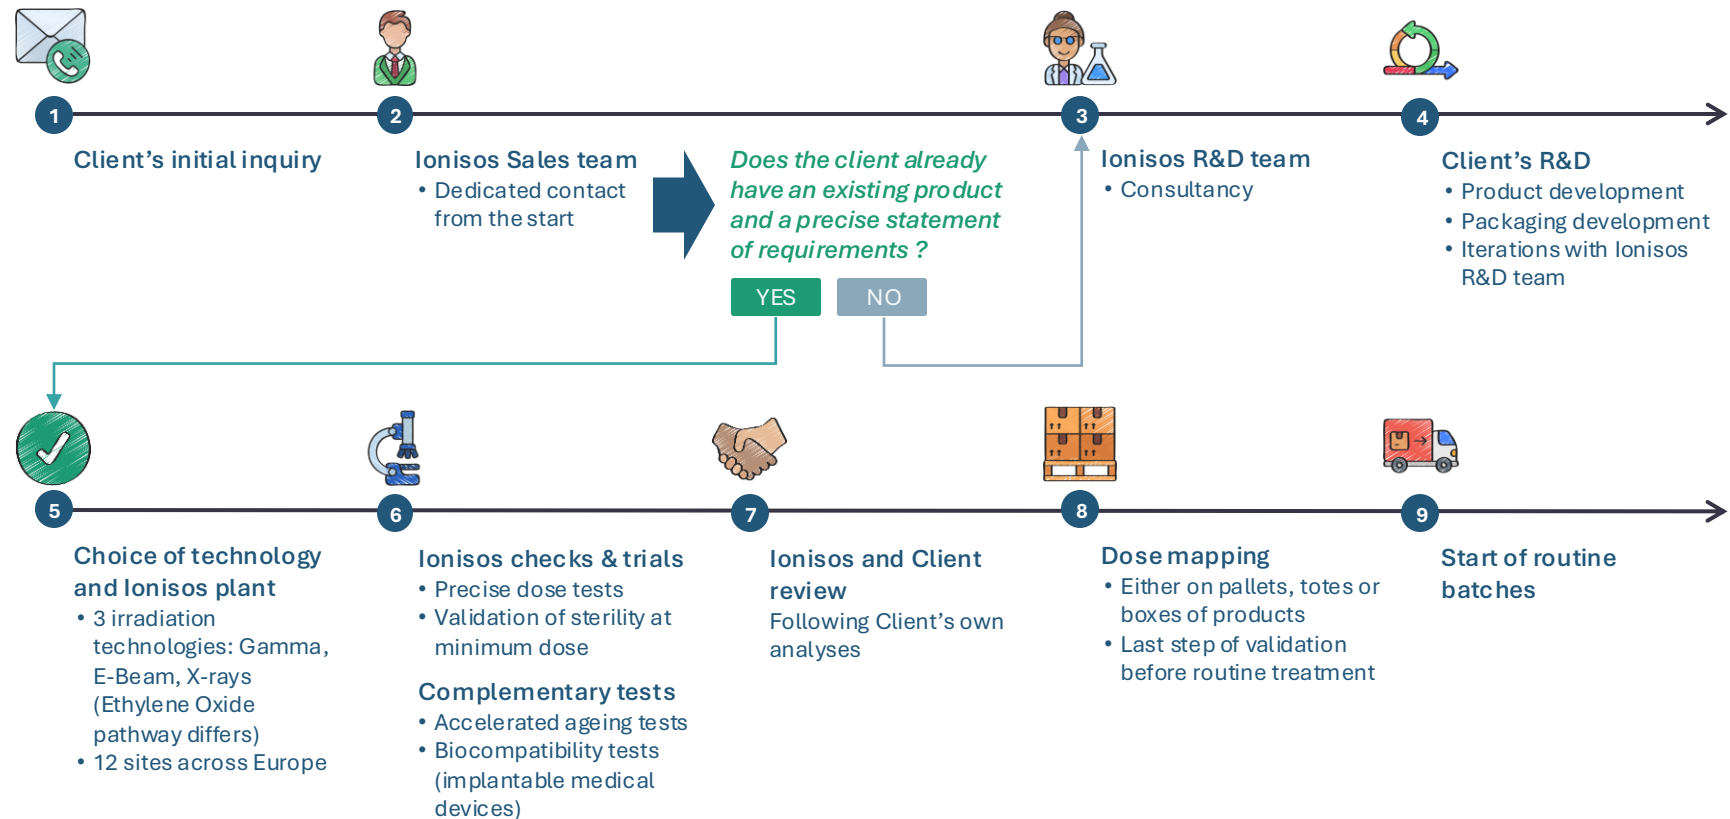 1
Client's initial inquiry
2
Ionisos Sales team
• Dedicated contact
from the start
Does the client already
have an existing product
and a precise statement
of requirements ?
YES
NO
3
Ionisos R&D team
• Consultancy
4
Client's R&D
• Product development
• Packaging development
• Iterations with Ionisos
R&D team
5
Choice of technology
and Ionisos plant
• 3 irradiation
technologies: Gamma,
E-Beam, X-rays
(Ethylene Oxide
pathway differs)
• 12 sites across Europe
6
Ionisos checks & trials
• Precise dose tests
• Validation of sterility at
minimum dose
Complementary tests
• Accelerated ageing tests
• Biocompatibility tests
(implantable medical
devices)
7
Ionisos and Client
review
Following Client's own
analyses
8
Dose mapping
• Either on pallets, totes or
boxes of products
• Last step of validation
before routine treatment
9
Start of routine
batches